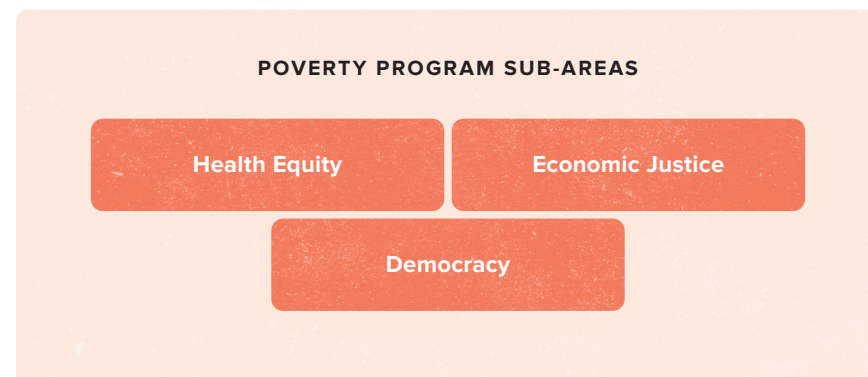 POVERTY PROGRAM SUB-AREAS
Health Equity
Economic Justice
Democracy